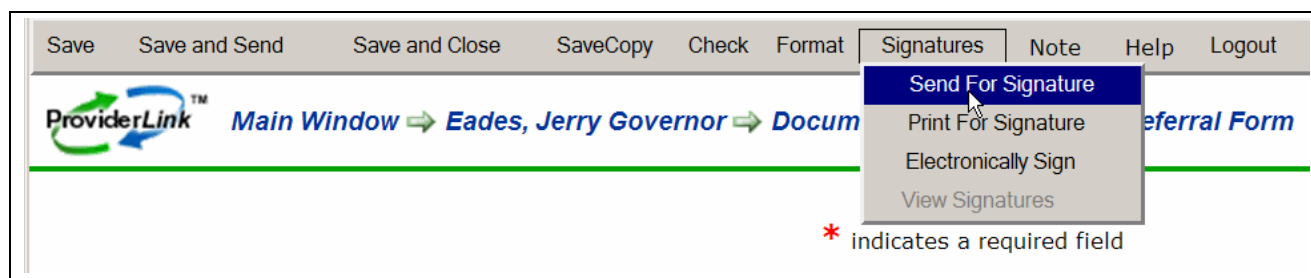 Save Save and Send Save and Close SaveCopy Check Format Signatures Note Help Logout
Send For Signature
ProviderLink™ Main Window ⇒ Eades, Jerry Governor ⇒ Docum
Print For Signature
eferral Form
Electronically Sign
View Signatures
* indicates a required field